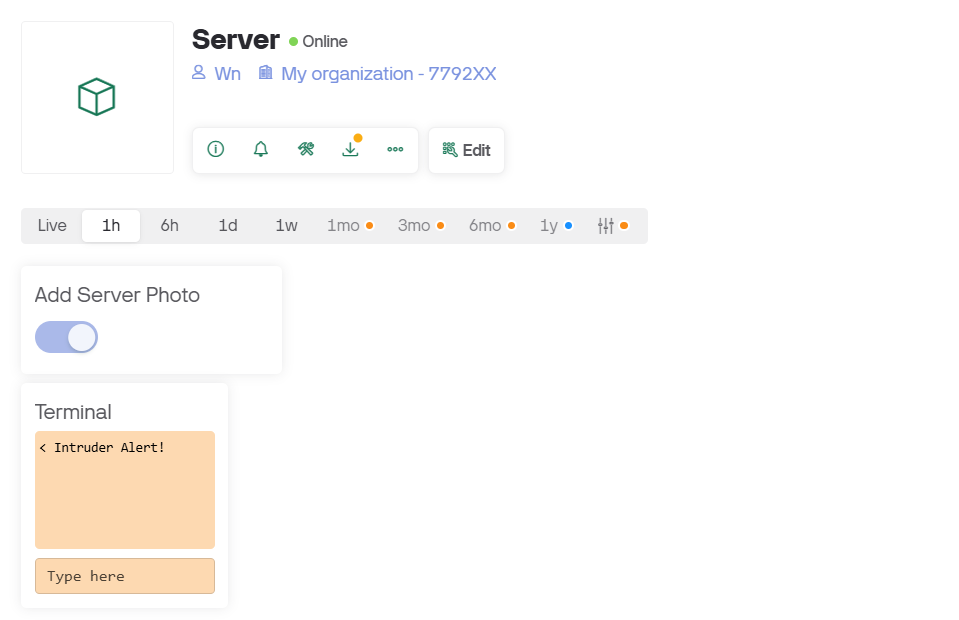 Server Online
Wn My organization - 7792XX
Edit
Live 1h 6h 1d 1w 1mo 3mo 6mo 1y
Add Server Photo
Terminal
< Intruder Alert!
Type here